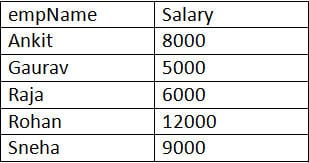 empName Salary
Ankit 8000
Gaurav 5000
Raja 6000
Rohan 12000
Sneha 9000